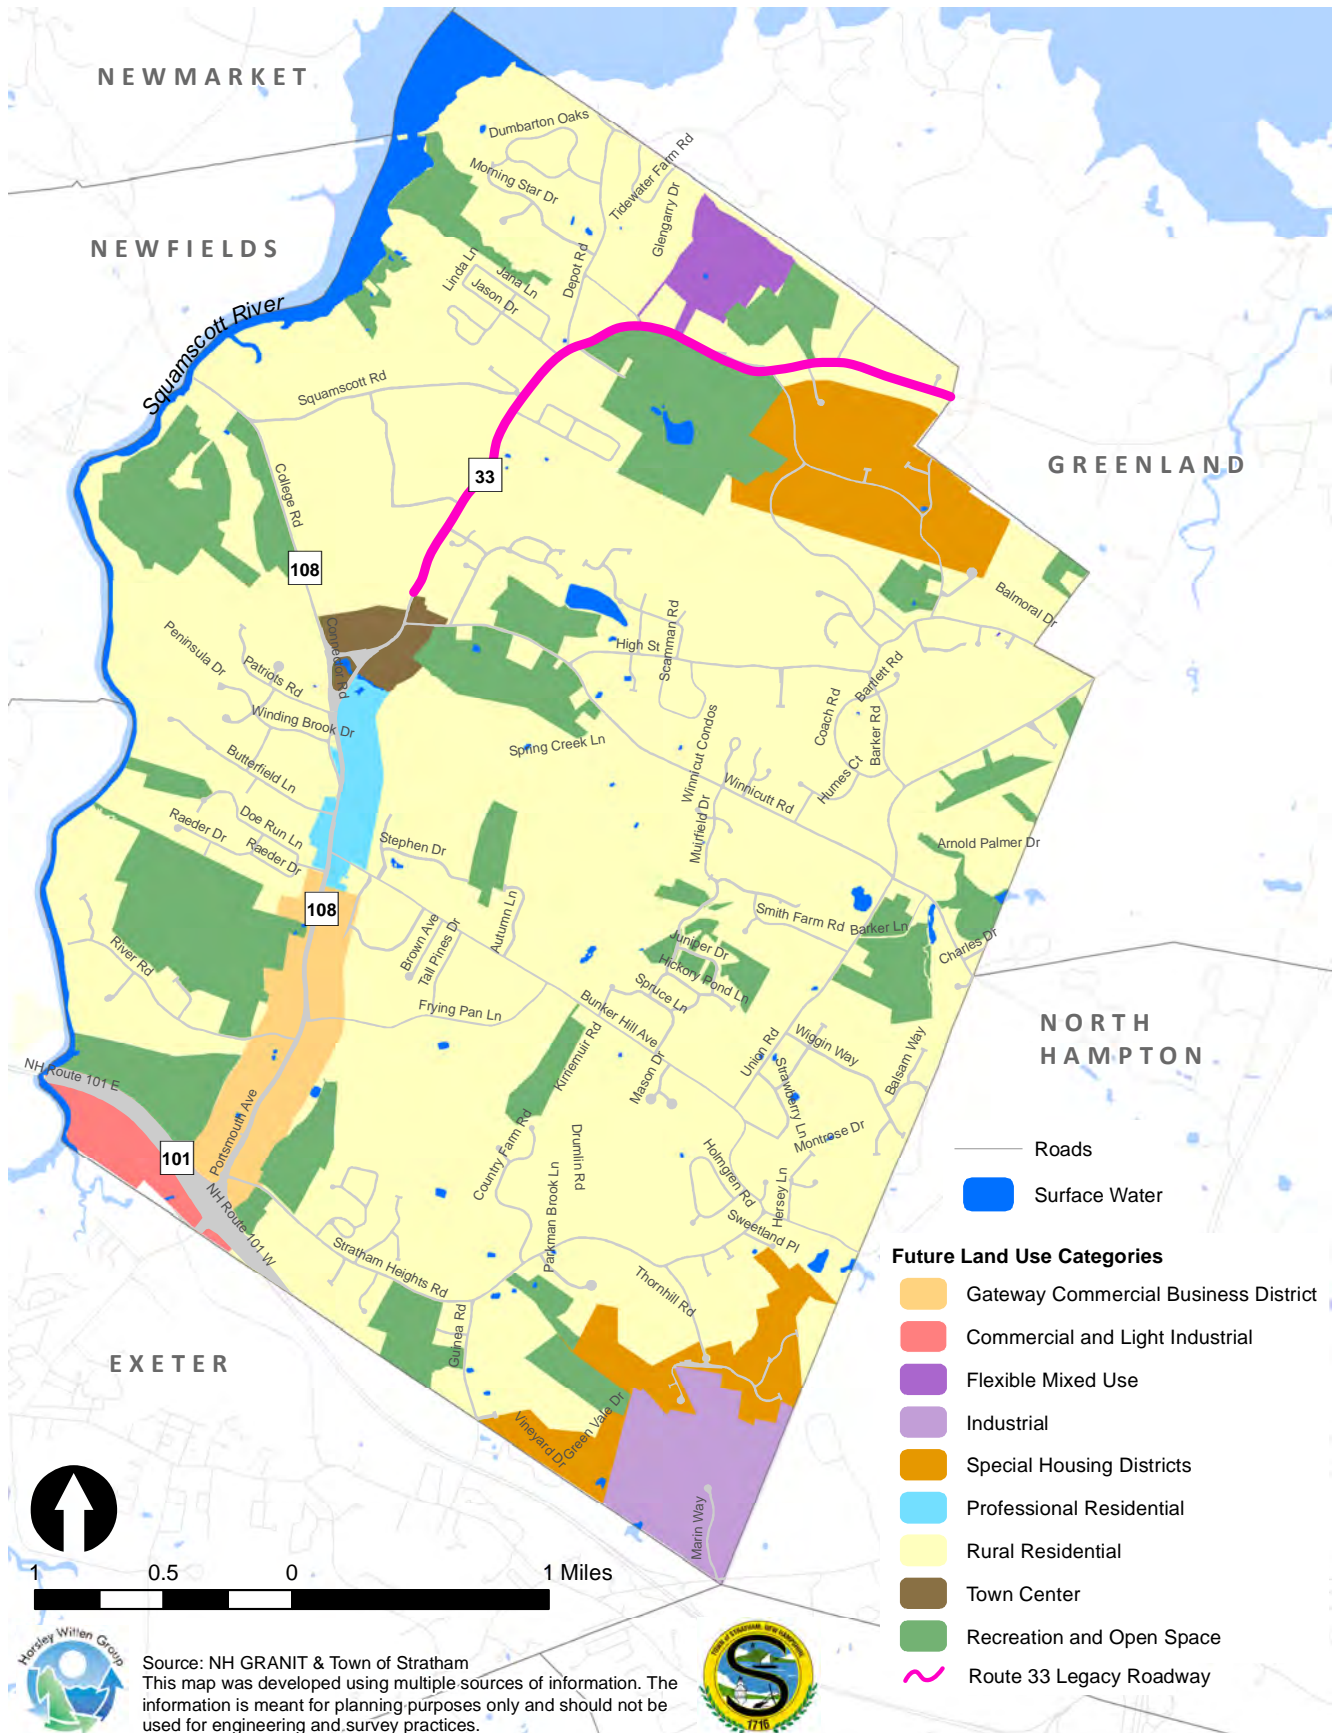 NEWMARKET
Dumbarton Oaks
Morning Star Dr
Tidewater Farm Rd
Glengarry Dr
NEWFIELDS
Linda Ln
Jana Ln
Jason Dr
Depot Rd
Squamscott River
Squamscott Rd
33
GREENLAND
College Rd
108
Balmoral Dr
Connector Rd
Peninsula Dr
Patriots Rd
Winding Brook Dr
High St
Scamman Rd
Bartlett Rd
Coach Rd
Barker Rd
Spring Creek Ln
Winnicut Condos
Butterfield Ln
Winnicutt Rd
Humes Ct
Muirfield Dr
Raeder Dr
Doe Run Ln
Raeder Dr
Stephen Dr
Arnold Palmer Dr
108
Autumn Ln
Brown Ave
Tall Pines Dr
Smith Farm Rd
Barker Ln
Charles Dr
River Rd
Juniper Dr
Hickory Pond Ln
Spruce Ln
Frying Pan Ln
Bunker Hill Ave
NORTH
HAMPTON
Kirriemuir Rd
Mason Dr
Union Rd
Wiggin Way
Strawberry Ln
Balsam Way
Montrose Dr
NH Route 101 E
Portsmouth Ave
101
NH Route 101 W
Country Farm Rd
Drumlin Rd
Parkman Brook Ln
Holmgren Rd
Hersey Ln
Sweetland Pl
Stratham Heights Rd
Thornhill Rd
Guinea Rd
EXETER
Vineyard Dr
Green Vale Dr
Marin Way
Roads
Surface Water
Future Land Use Categories
Gateway Commercial Business District
Commercial and Light Industrial
Flexible Mixed Use
Industrial
Special Housing Districts
Professional Residential
Rural Residential
Town Center
Recreation and Open Space
Route 33 Legacy Roadway
1 0.5 0 1 Miles
Horsley Witten Group
Source: NH GRANIT & Town of Stratham
This map was developed using multiple sources of information. The
information is meant for planning purposes only and should not be
used for engineering and survey practices.
TOWN OF STRATHAM, NEW HAMPSHIRE
S
1716